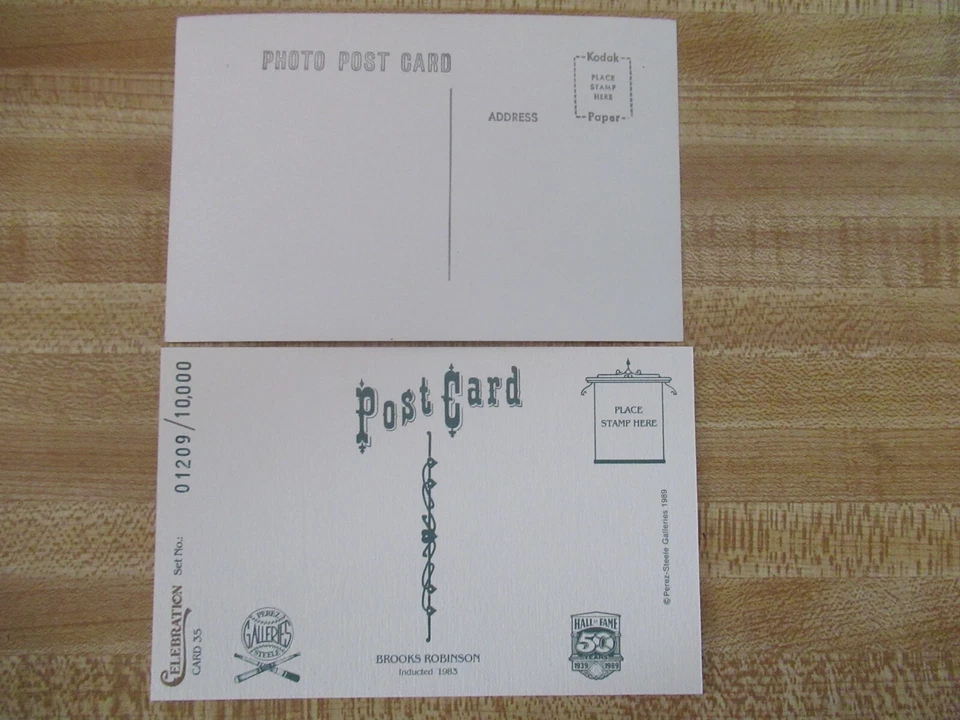 PHOTO POST CARD
Kodak
PLACE
STAMP
HERE
Paper
ADDRESS
Post Card
PLACE
STAMP HERE
CELEBRATION Set No.: 01209/10,000
CARD 35
PEREZ
GALLERIES
STEELE
BROOKS ROBINSON
Inducted 1983
HALL OF FAME
50
YEARS
1939 1989
©Perez-Steele Galleries 1989